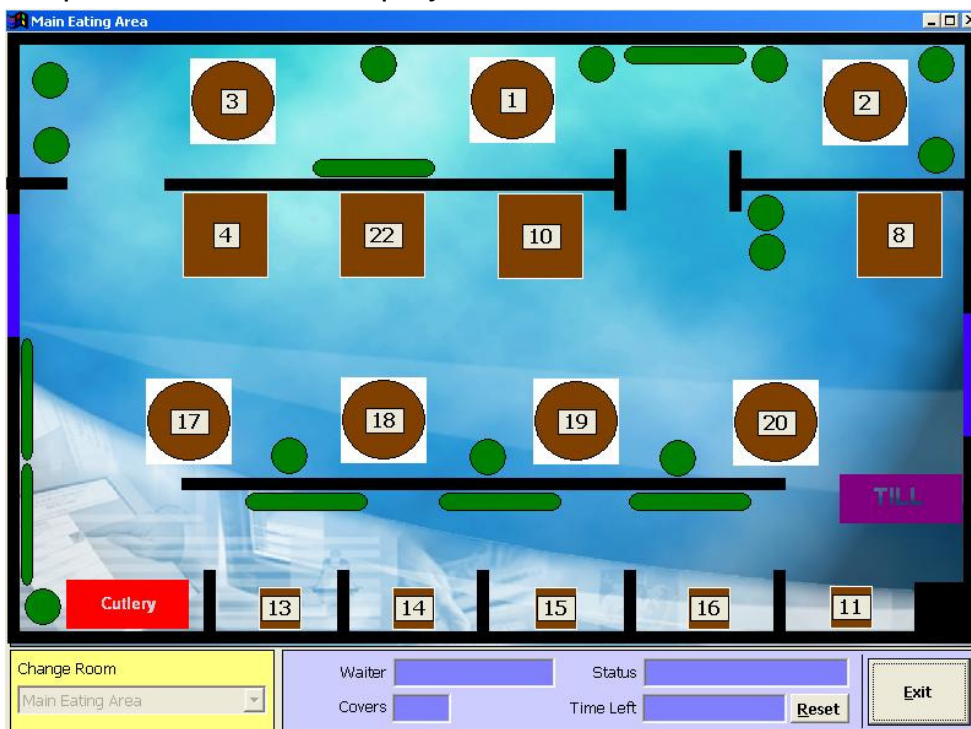 Main Eating Area
3
1
2
4
22
10
8
17
18
19
20
TILL
Cutlery
13
14
15
16
11
Change Room
Main Eating Area
Waiter
Status
Covers
Time Left
Reset
Exit